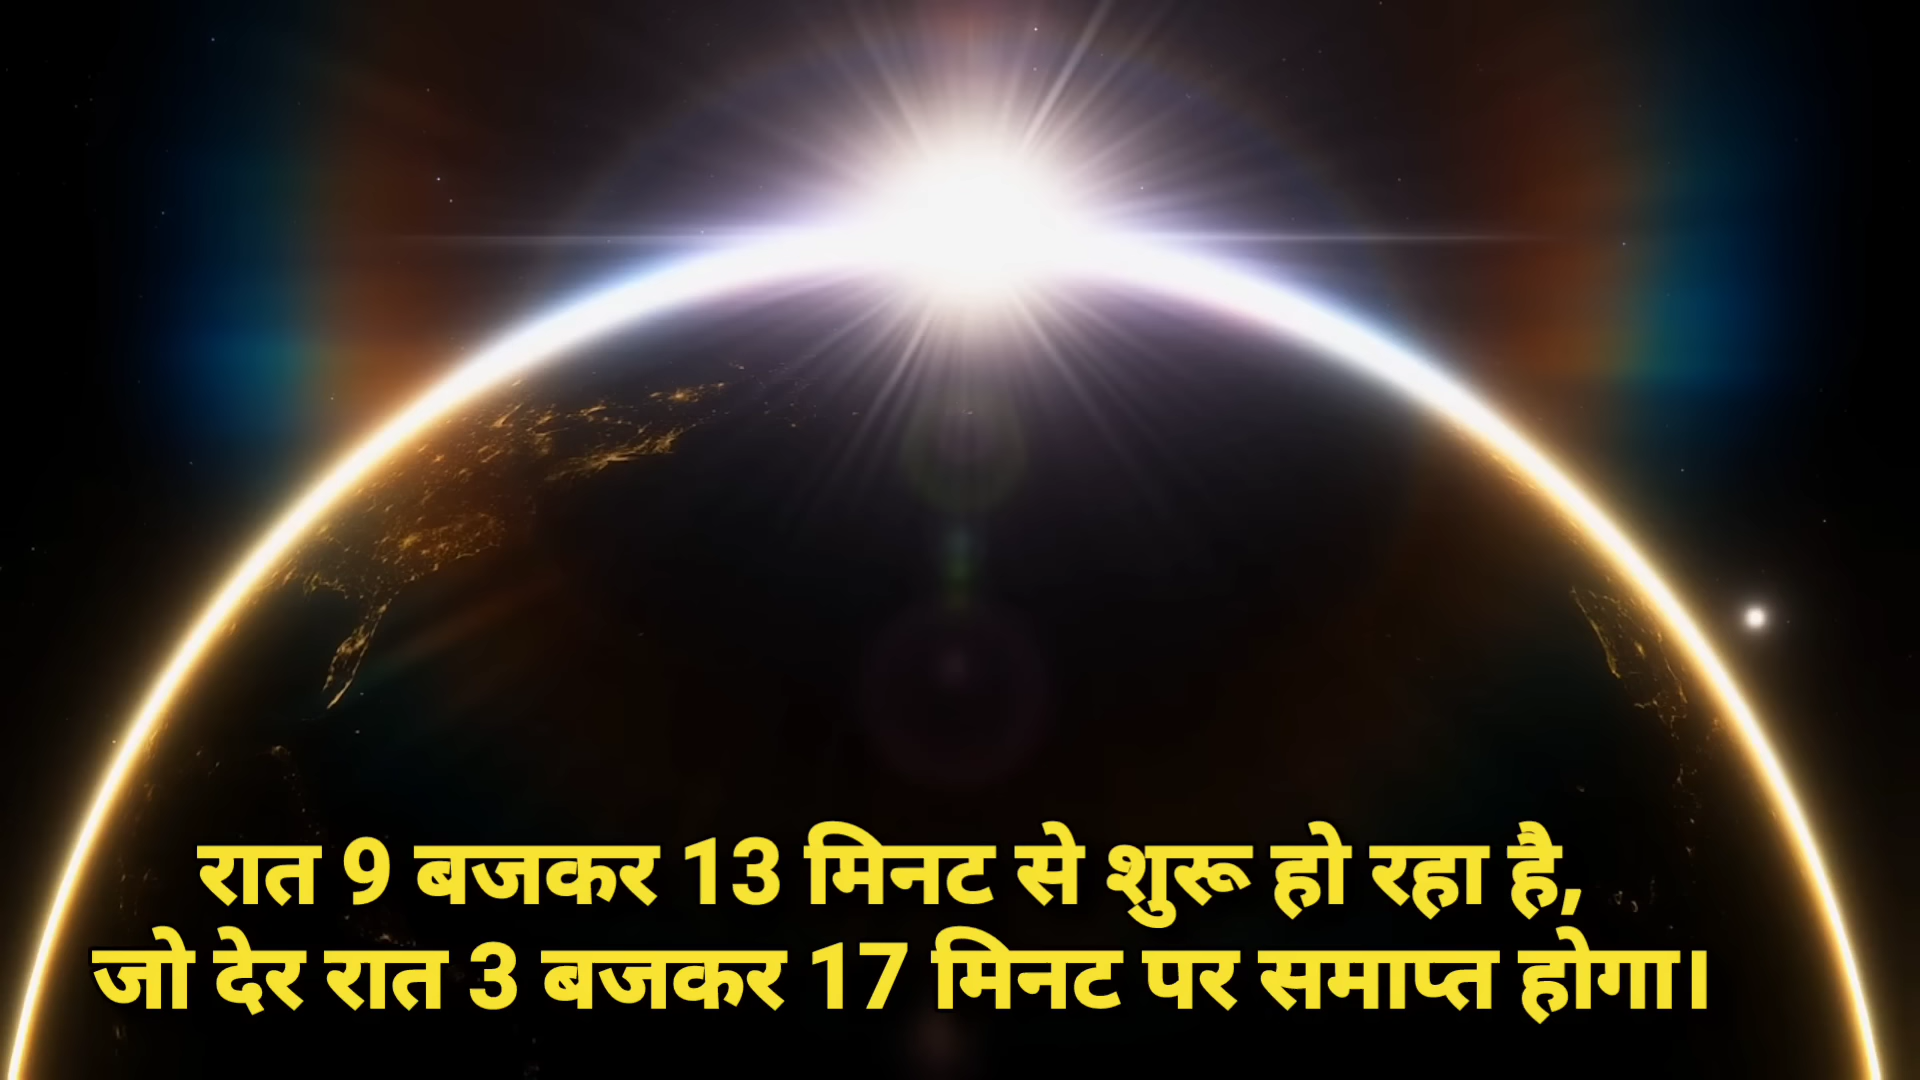 रात 9 बजकर 13 मिनट से शुरू हो रहा है,
जो देर रात 3 बजकर 17 मिनट पर समाप्त होगा।